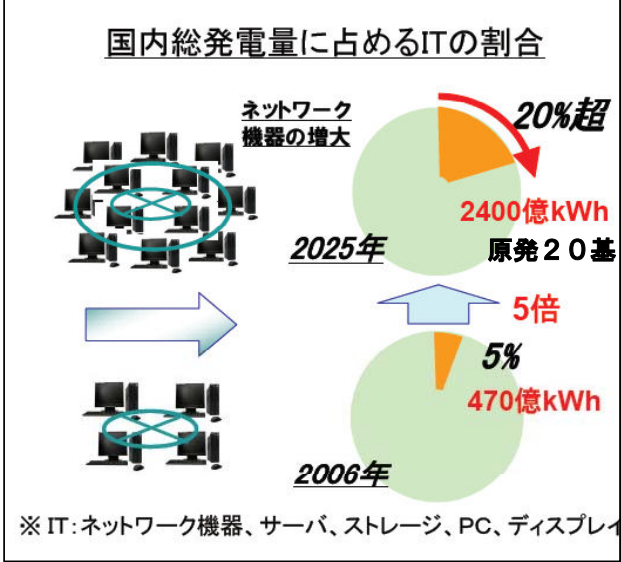 国内総発電量に占めるITの割合
ネットワーク
機器の増大
20%超
2400億kWh
原発２０基
2025年
5倍
5%
470億kWh
2006年
※ IT：ネットワーク機器、サーバ、ストレージ、PC、ディスプレイ